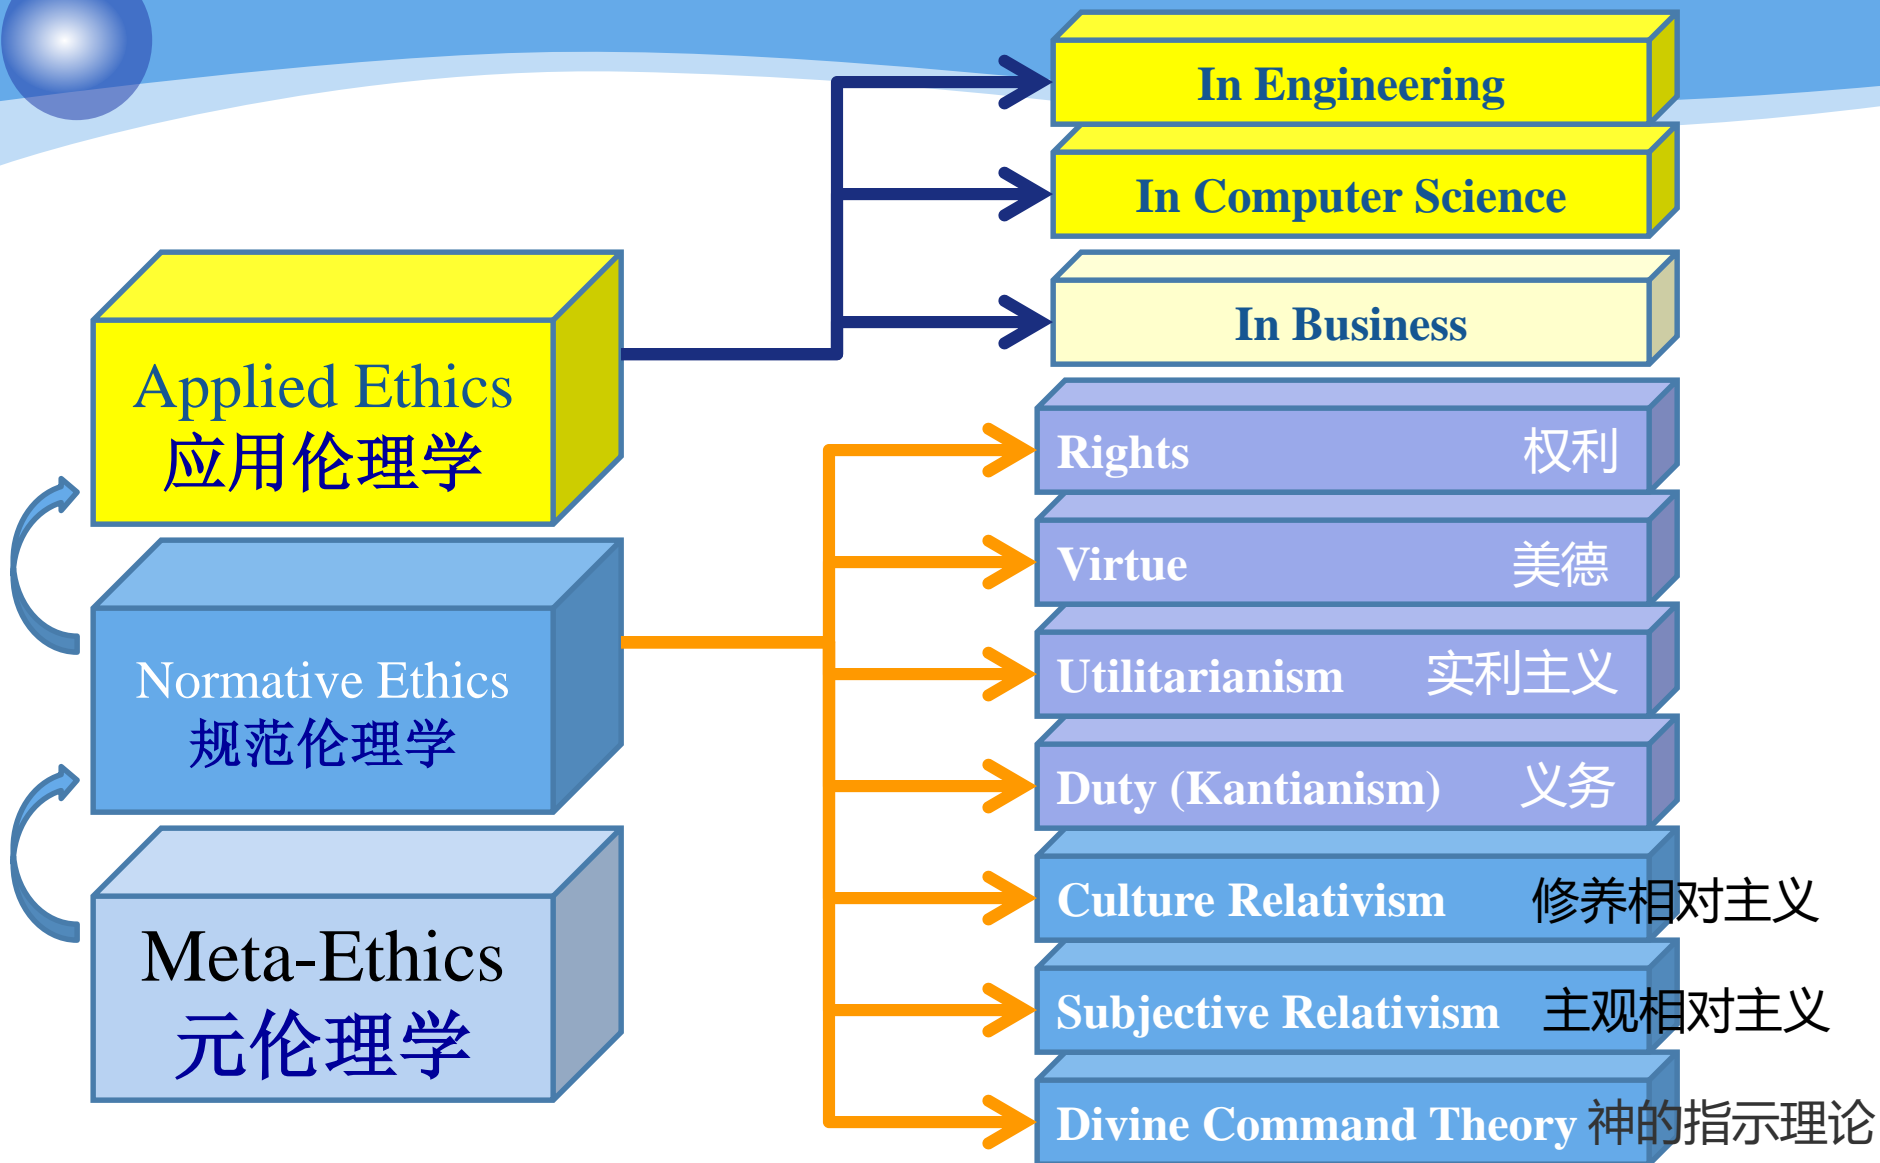 In Engineering
In Computer Science
In Business
Applied Ethics
应用伦理学
Normative Ethics
规范伦理学
Meta-Ethics
元伦理学
Rights 权利
Virtue 美德
Utilitarianism 实利主义
Duty (Kantianism) 义务
Culture Relativism 修养相对主义
Subjective Relativism 主观相对主义
Divine Command Theory 神的指示理论